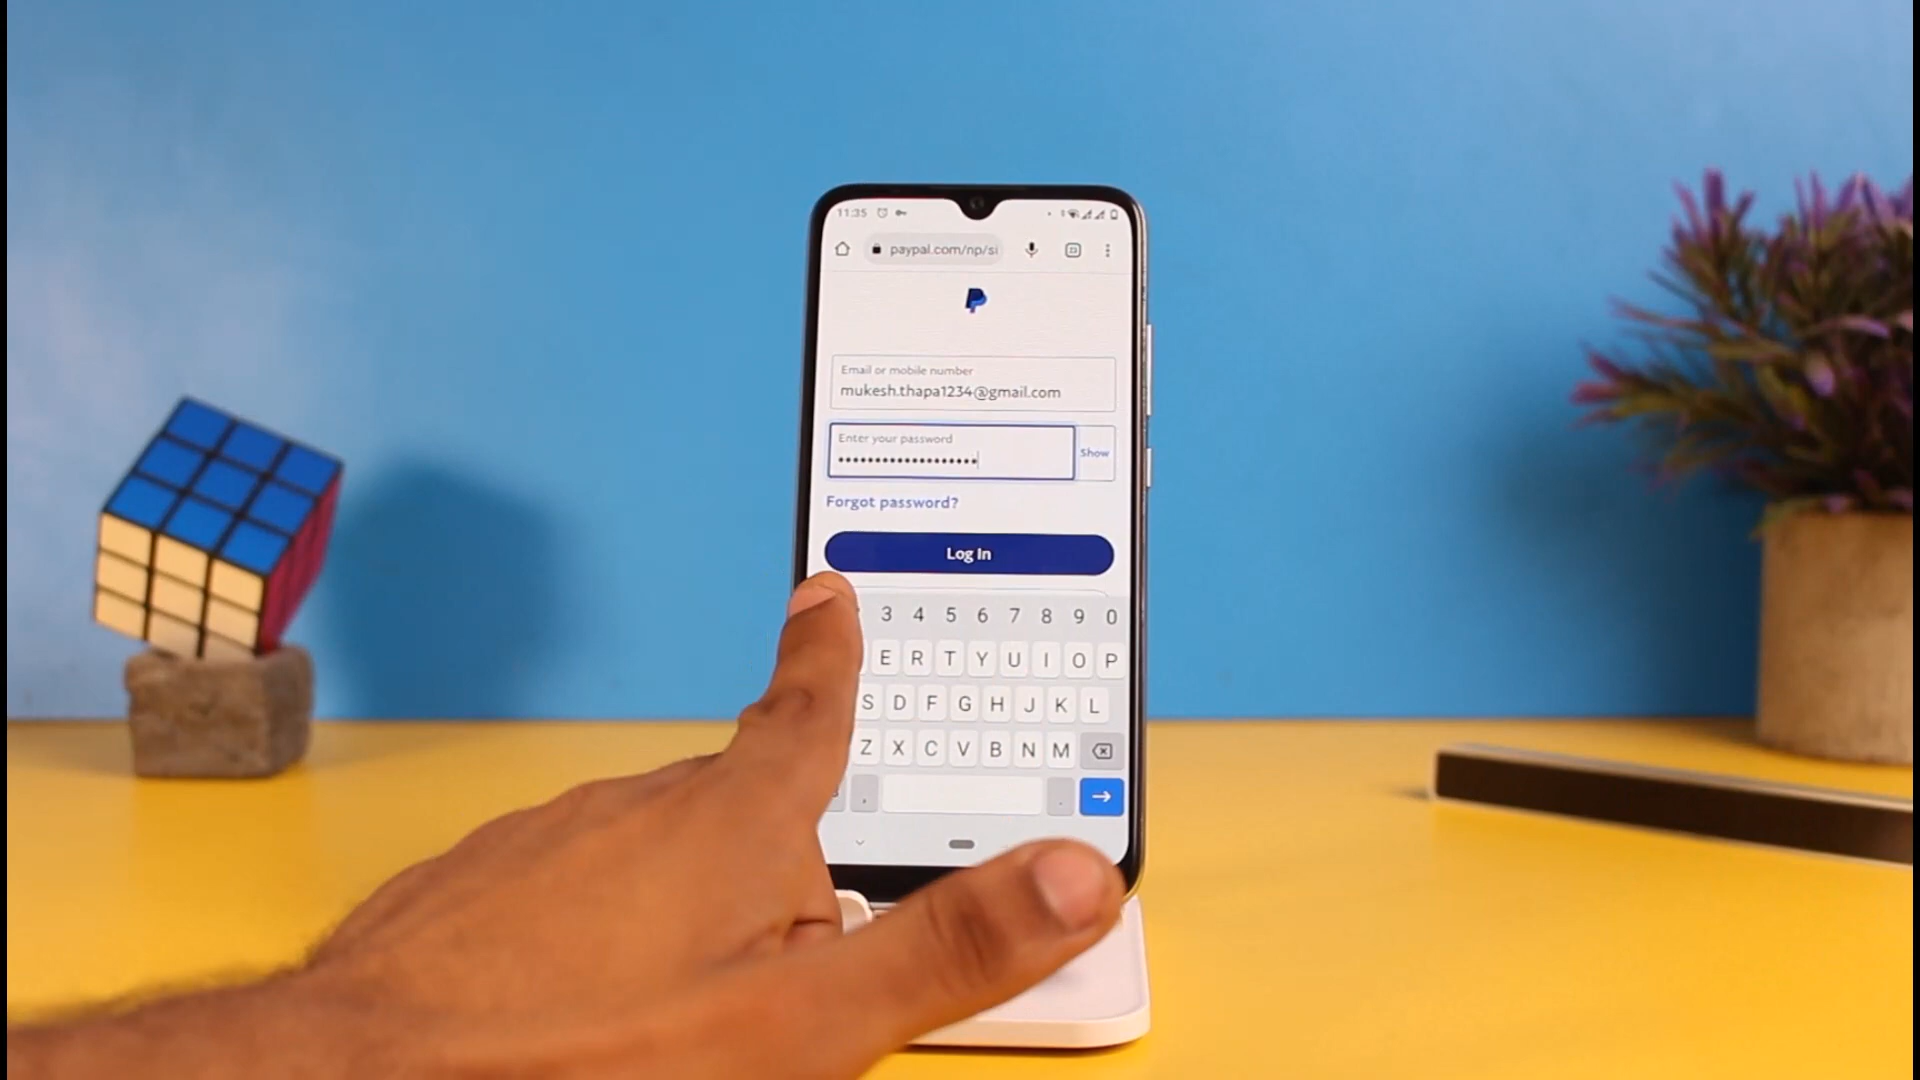 11:35
paypal.com/np/si
Email or mobile number
mukesh.thapa1234@gmail.com
Enter your password
Show
Forgot password?
Log In
3 4 5 6 7 8 9 0
E R T Y U I O P
S D F G H J K L
Z X C V B N M
, .